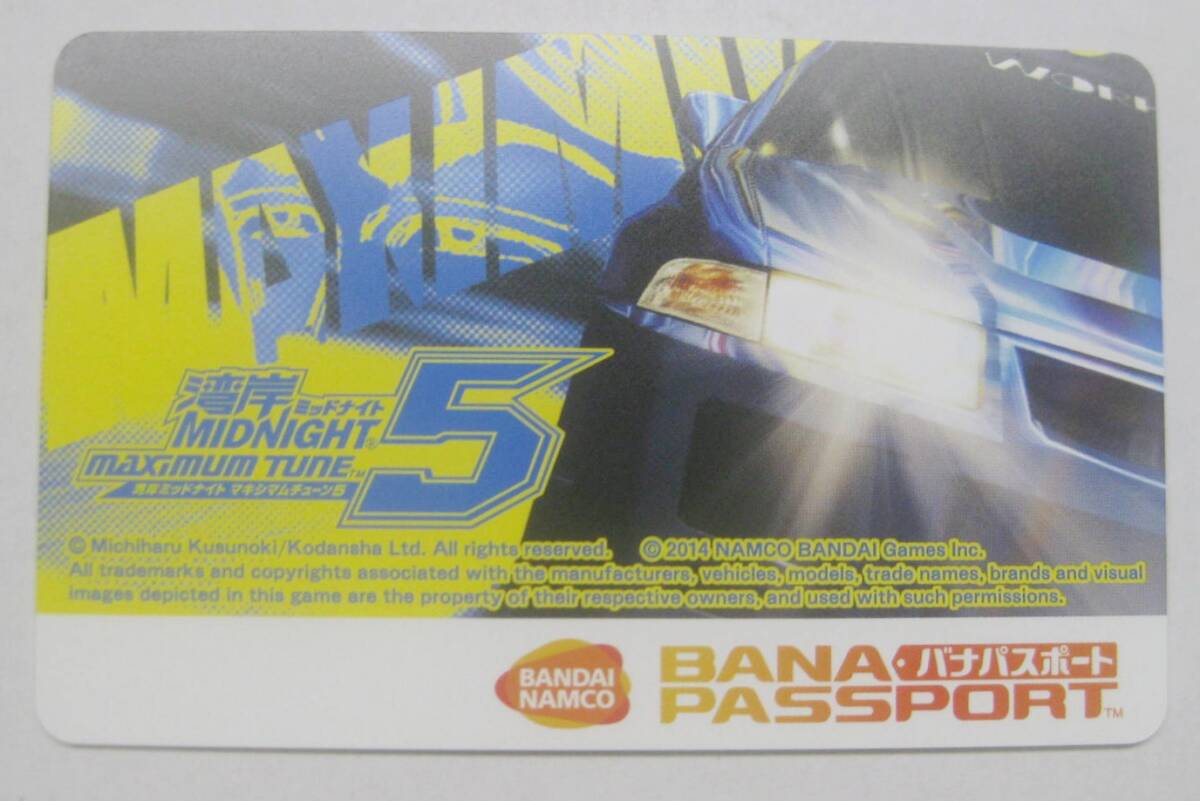 MAXIMUM
湾岸
ミッドナイト
MIDNIGHT®
maximum TUNE™ 5
湾岸ミッドナイト マキシマムチューン5
© Michiharu Kusunoki/Kodansha Ltd. All rights reserved. © 2014 NAMCO BANDAI Games Inc.
All trademarks and copyrights associated with the manufacturers, vehicles, models, trade names, brands and visual
images depicted in this game are the property of their respective owners, and used with such permissions.
BANDAI
NAMCO
BANA バナパスポート
PASSPORT™